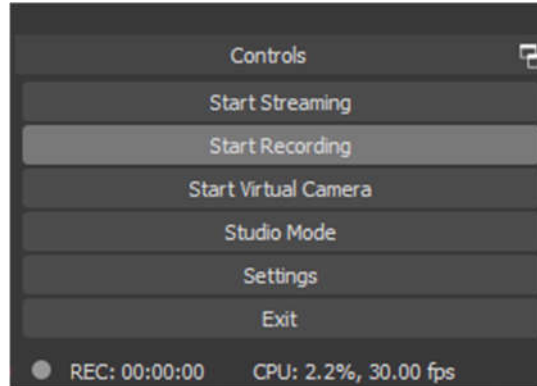 Controls
Start Streaming
Start Recording
Start Virtual Camera
Studio Mode
Settings
Exit
REC: 00:00:00 CPU: 2.2%, 30.00 fps